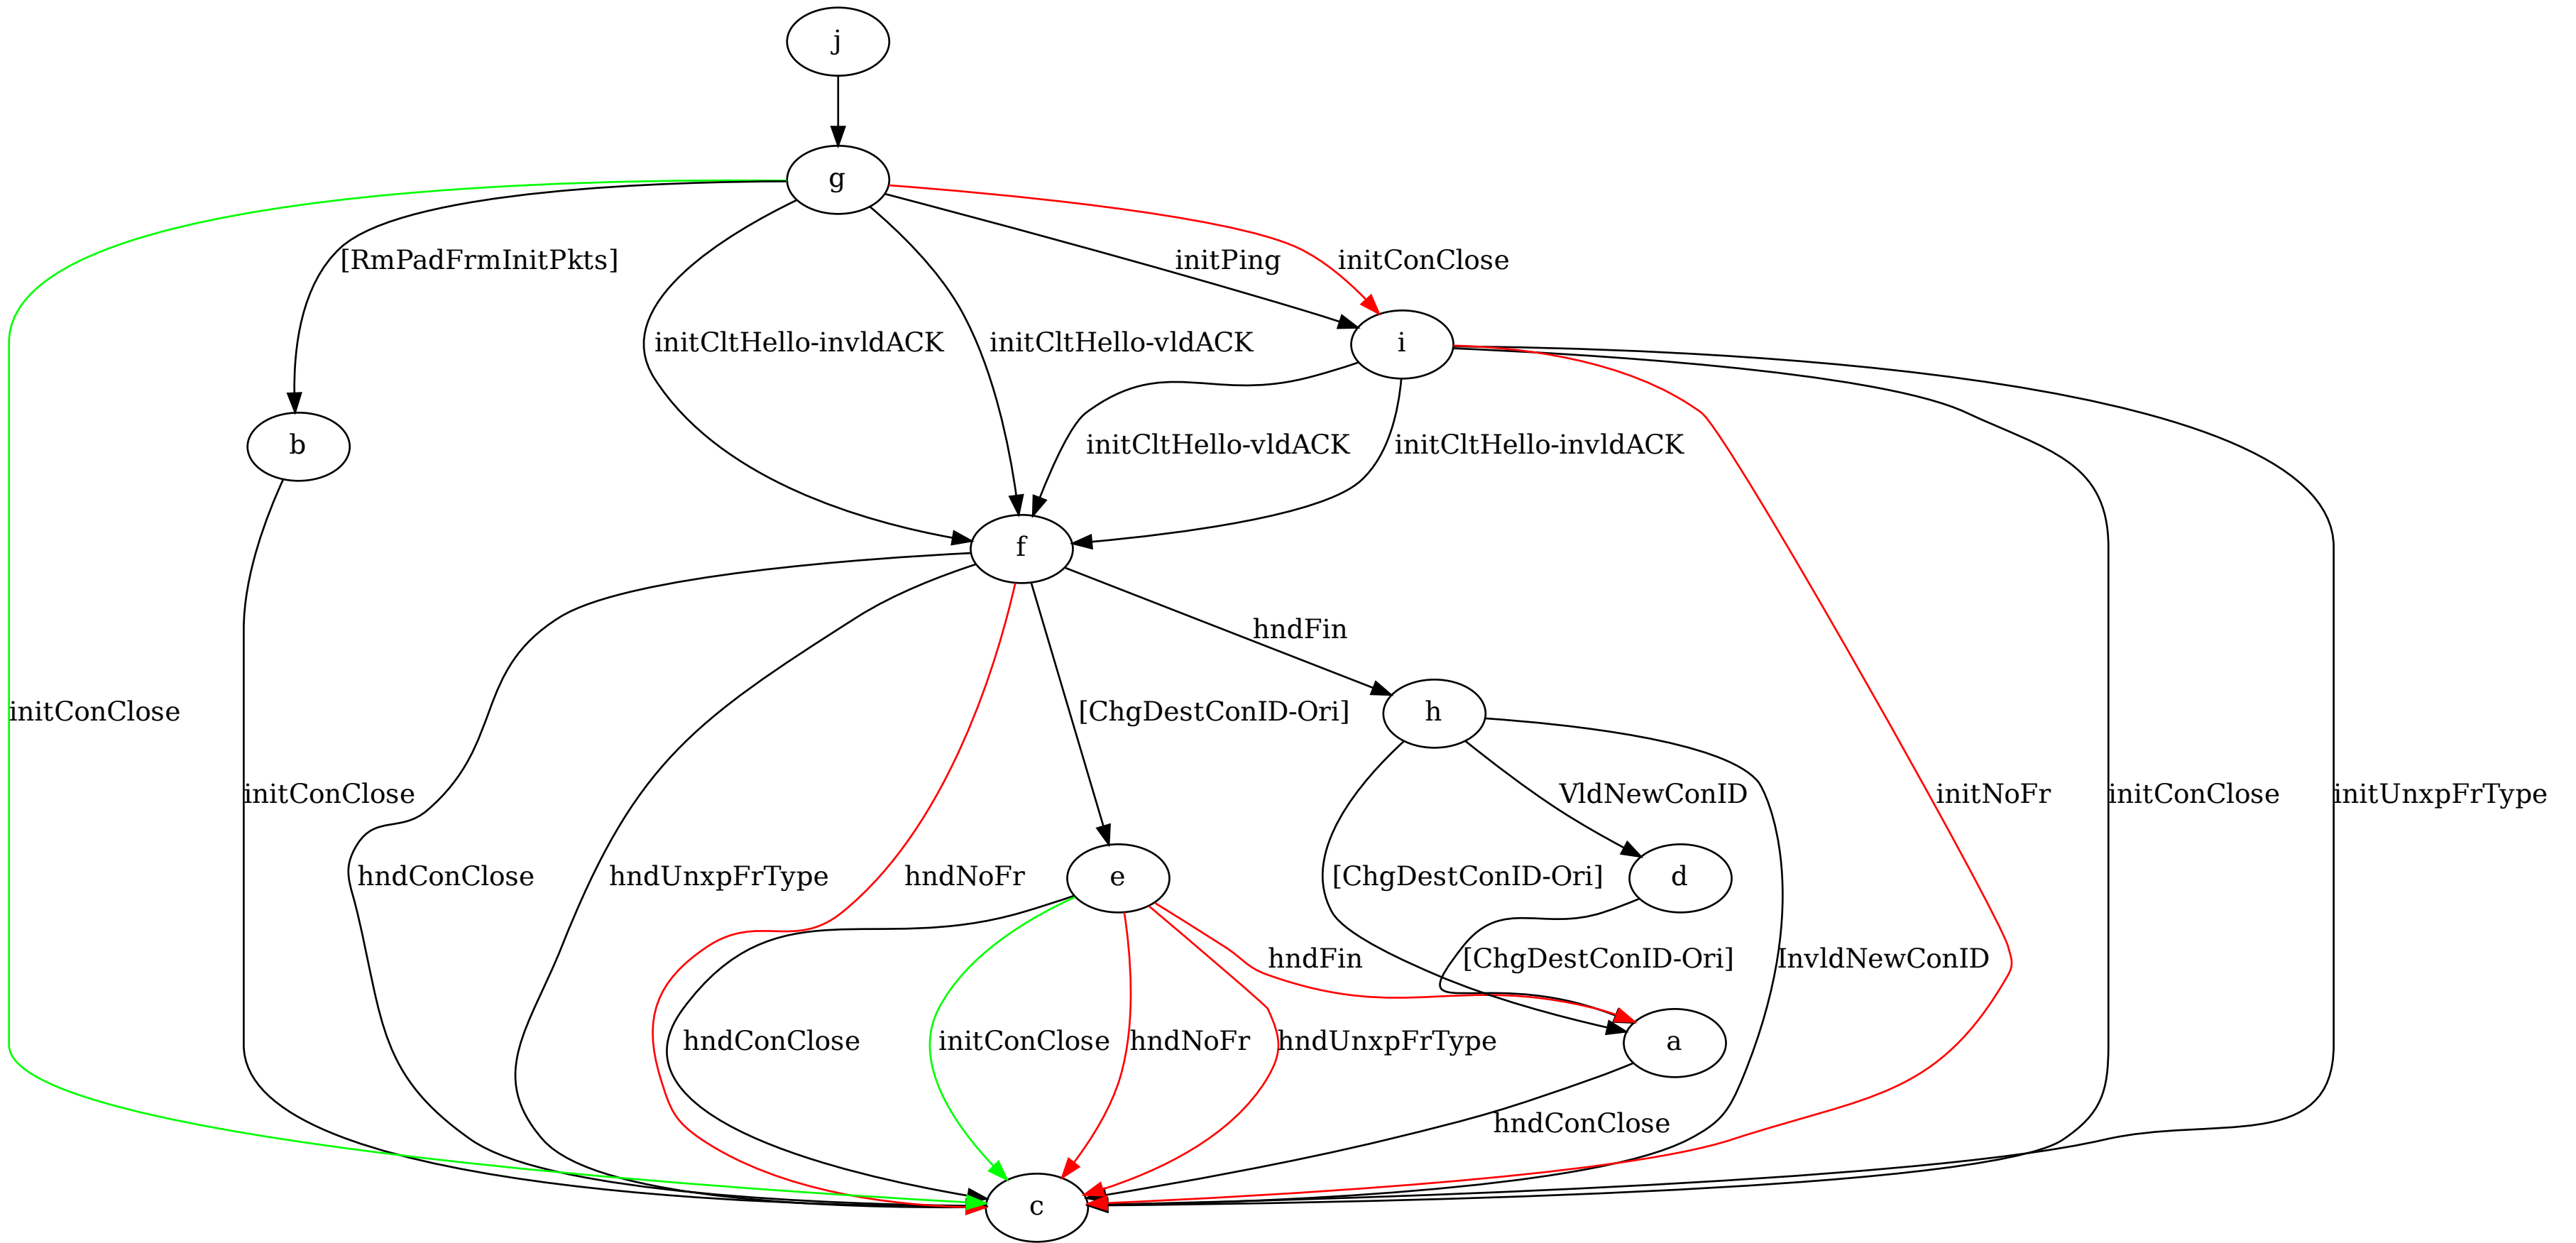 j
g
[RmPadFrmInitPkts]
initPing
initConClose
initCltHello-invldACK
initCltHello-vldACK
i
b
initCltHello-vldACK
initCltHello-invldACK
f
hndFin
initConClose
[ChgDestConID-Ori]
h
initConClose
VldNewConID
initNoFr
initConClose
initUnxpFrType
hndConClose
hndUnxpFrType
hndNoFr
e
[ChgDestConID-Ori]
d
hndFin
[ChgDestConID-Ori]
InvldNewConID
hndConClose
initConClose
hndNoFr
hndUnxpFrType
a
hndConClose
c